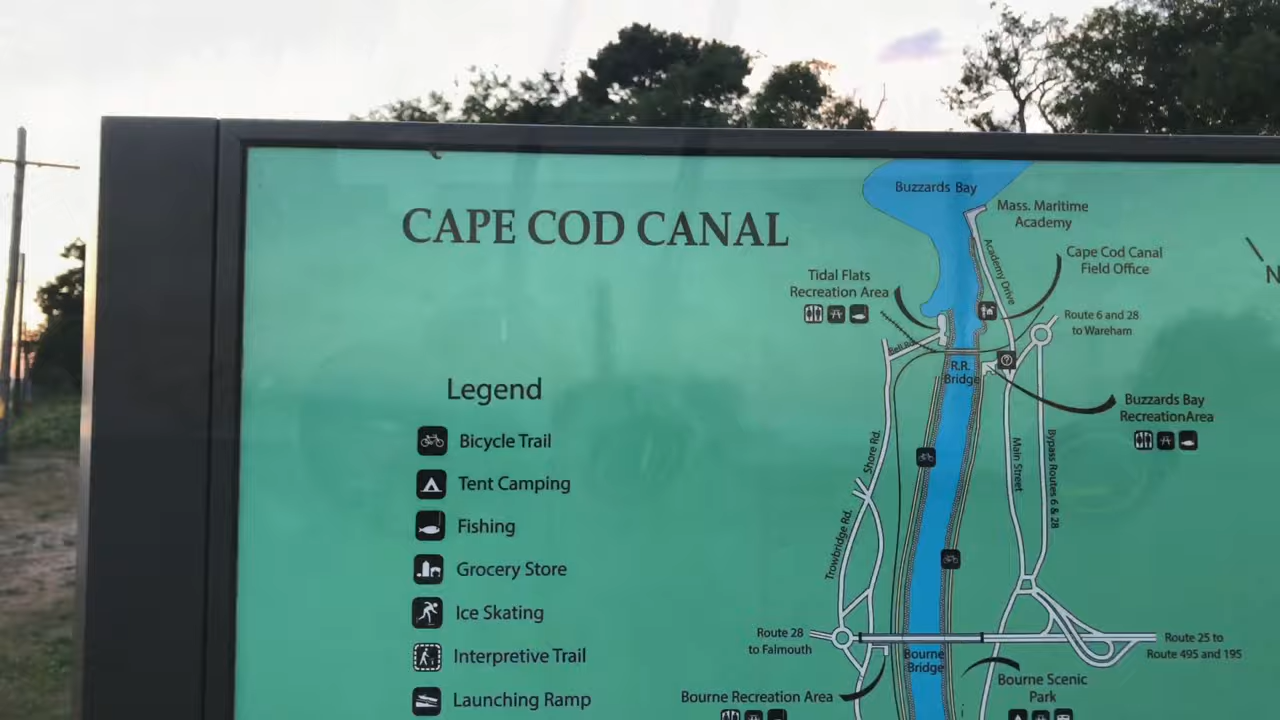 CAPE COD CANAL
Buzzards Bay
Mass. Maritime
Academy
Academy Drive
Cape Cod Canal
Field Office
Tidal Flats
Recreation Area
Route 6 and 28
to Wareham
Bell Rd.
R.R.
Bridge
Buzzards Bay
RecreationArea
Shore Rd.
Main Street
Bypass Routes 6 & 28
Trowbridge Rd.
Route 28
to Falmouth
Bourne
Bridge
Route 25 to
Route 495 and 195
Bourne Recreation Area
Bourne Scenic
Park
N
Legend
Bicycle Trail
Tent Camping
Fishing
Grocery Store
Ice Skating
Interpretive Trail
Launching Ramp